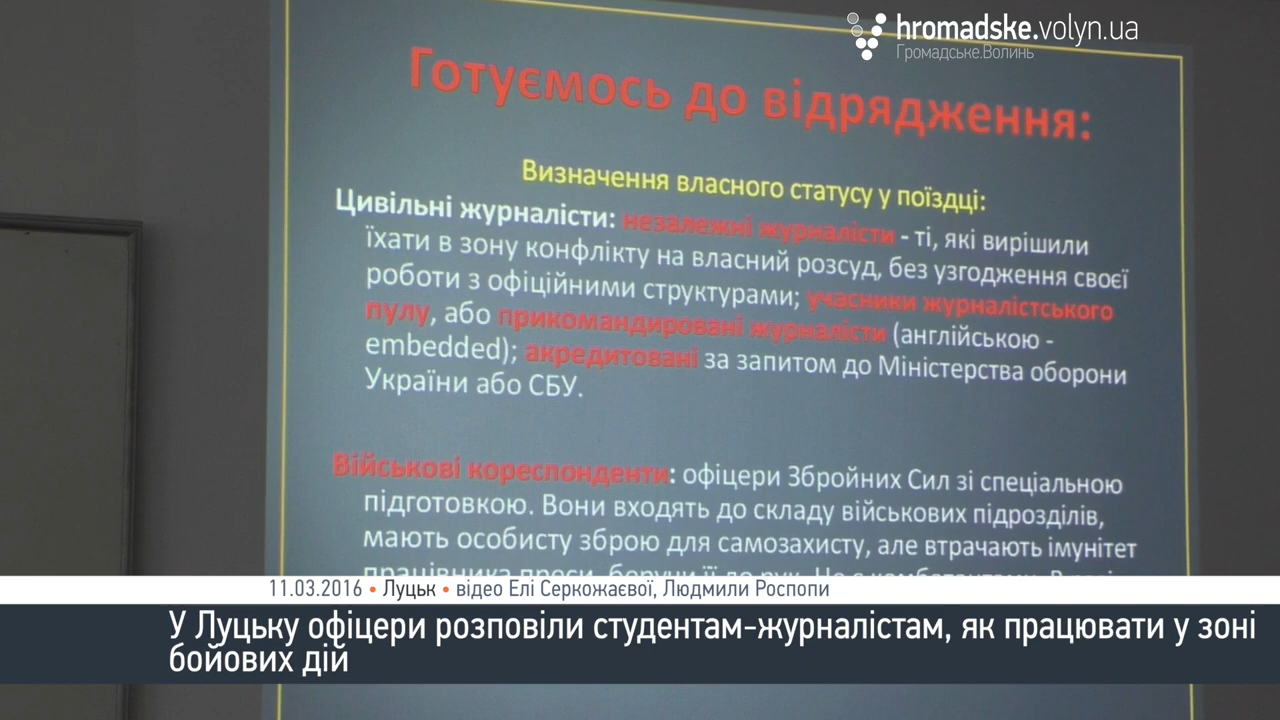 hromadske.volyn.ua
Громадське.Волинь
Готуємось до відрядження:
Визначення власного статусу у поїздці:
Цивільні журналісти: незалежні журналісти - ті, які вирішили
їхати в зону конфлікту на власний розсуд, без узгодження своєї
роботи з офіційними структурами; учасники журналістського
пулу, або прикомандировані журналісти (англійською -
embedded); акредитовані за запитом до Міністерства оборони
України або СБУ.
Військові кореспонденти: офіцери Збройних Сил зі спеціальною
підготовкою. Вони входять до складу військових підрозділів,
мають особисту зброю для самозахисту, але втрачають імунітет
11.03.2016 • Луцьк • відео Елі Серкожаєвої, Людмили Роспопи
У Луцьку офіцери розповіли студентам-журналістам, як працювати у зоні
бойових дій